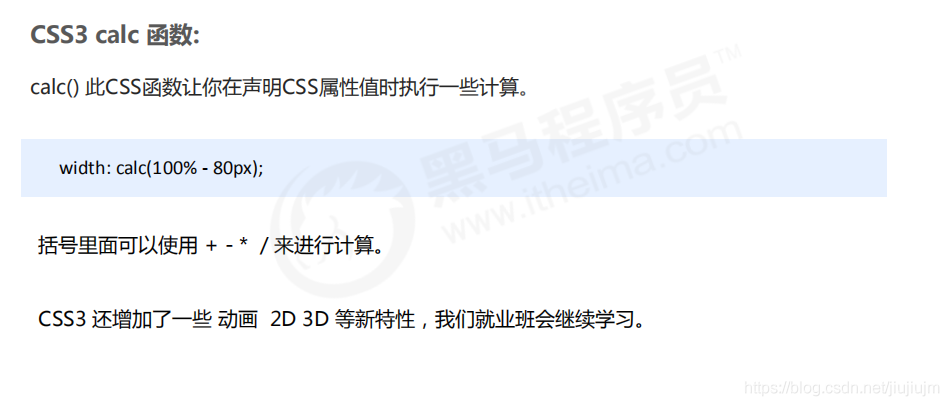 CSS3 calc 函数:
calc() 此CSS函数让你在声明CSS属性值时执行一些计算。
width: calc(100% - 80px);
括号里面可以使用 + - * / 来进行计算。
CSS3 还增加了一些 动画 2D 3D 等新特性，我们就业班会继续学习。
黑马程序员™
www.itheima.com
https://blog.csdn.net/jiujiujm